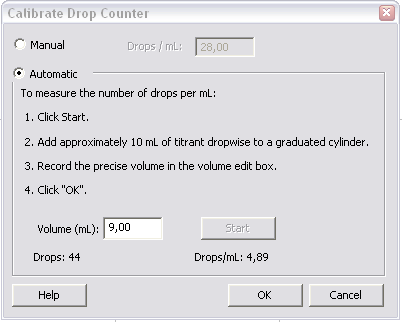 Calibrate Drop Counter
Manual Drops / mL: 28,00
Automatic
To measure the number of drops per mL:
1. Click Start.
2. Add approximately 10 mL of titrant dropwise to a graduated cylinder.
3. Record the precise volume in the volume edit box.
4. Click "OK".
Volume (mL): 9,00 Start
Drops: 44 Drops/mL: 4,89
Help OK Cancel